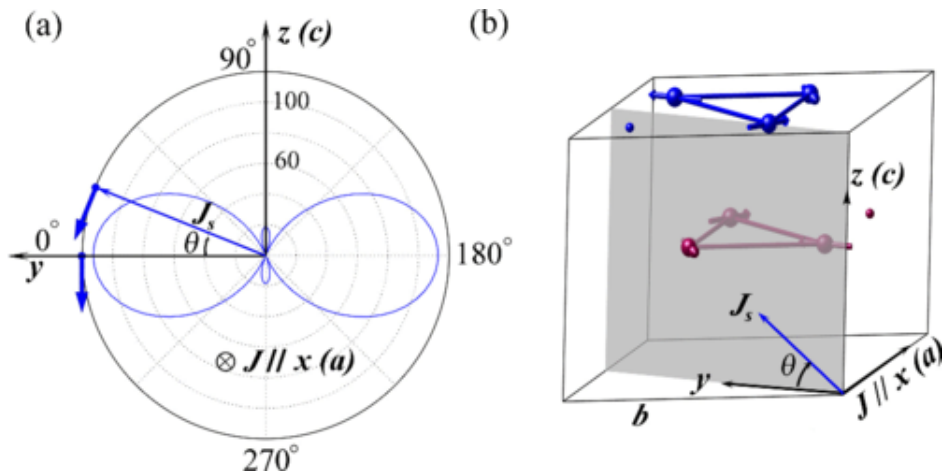 (a)
z (c)
90°
100
60
J_s
0°
θ
y
180°
⊗ J // x (a)
270°
(b)
z (c)
J_s
θ
y
J // x (a)
b